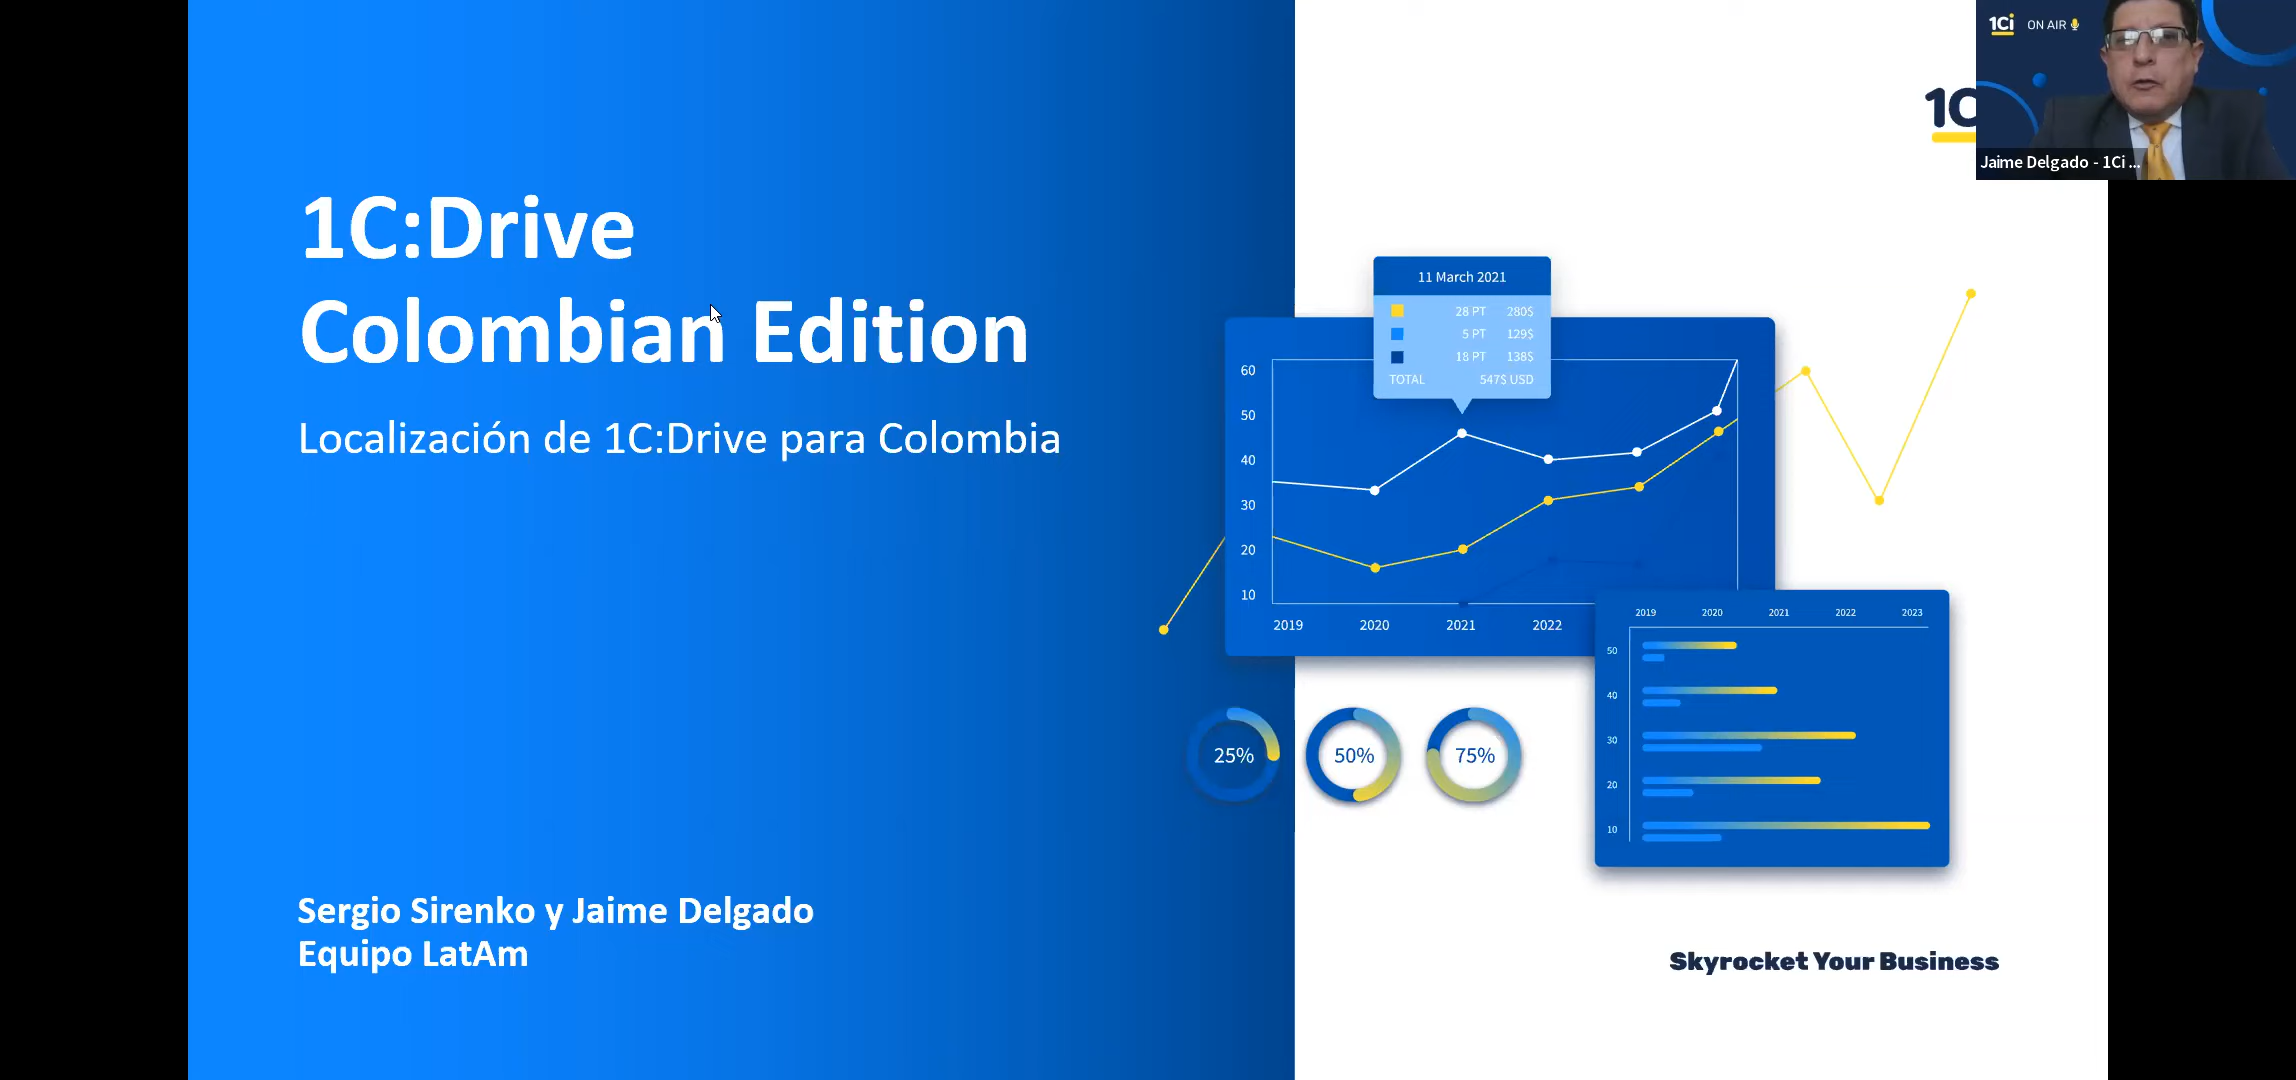 1Ci ON AIR
1C
Jaime Delgado - 1Ci ...
1C:Drive
Colombian Edition
Localización de 1C:Drive para Colombia
11 March 2021
28 PT 280$
5 PT 129$
18 PT 138$
TOTAL 547$ USD
60
50
40
30
20
10
2019 2020 2021 2022
2019 2020 2021 2022 2023
50
40
30
20
10
25% 50% 75%
Sergio Sirenko y Jaime Delgado
Equipo LatAm
Skyrocket Your Business